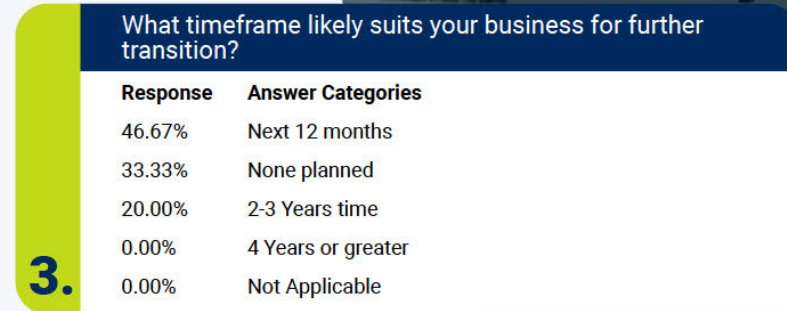 What timeframe likely suits your business for further
transition?
Response Answer Categories
46.67% Next 12 months
33.33% None planned
20.00% 2-3 Years time
0.00% 4 Years or greater
0.00% Not Applicable
3.